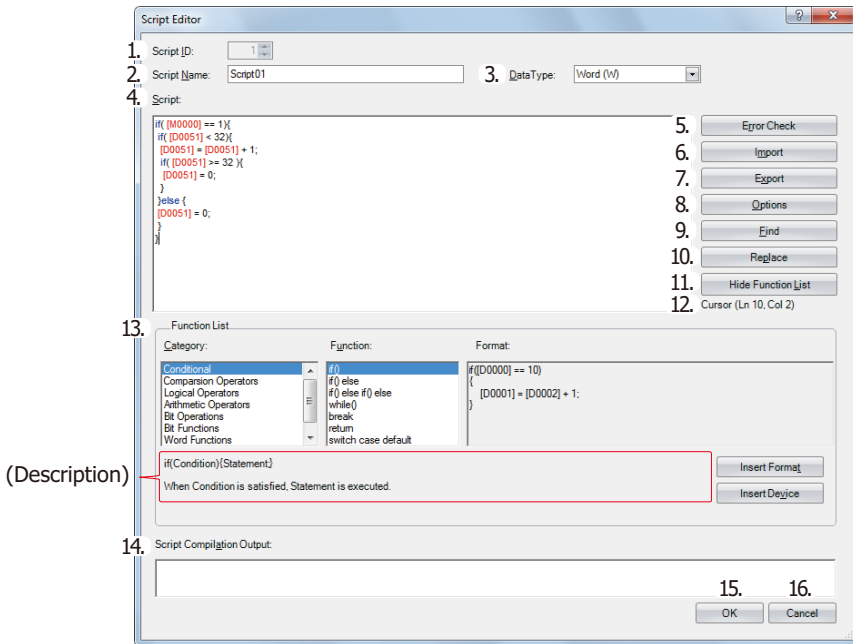 Script Editor
1. Script ID: 1
2. Script Name: Script01 3. DataType: Word (W)
4. Script:
if( [M0000] == 1){
if( [D0051] < 32){
[D0051] = [D0051] + 1;
if( [D0051] >= 32 ){
[D0051] = 0;
}
}else {
[D0051] = 0;
}
}
5. Error Check
6. Import
7. Export
8. Options
9. Find
10. Replace
11. Hide Function List
12. Cursor (Ln 10, Col 2)
13. Function List
Category: Function: Format:
Conditional
Comparsion Operators
Logical Operators
Arithmetic Operators
Bit Operations
Bit Functions
Word Functions
if()
if() else
if() else if() else
while()
break
return
switch case default
if([D0000] == 10)
{
[D0001] = [D0002] + 1;
}
(Description)
if(Condition){Statement;}
When Condition is satisfied, Statement is executed.
Insert Format
Insert Device
14. Script Compilation Output:
15. 16.
OK Cancel